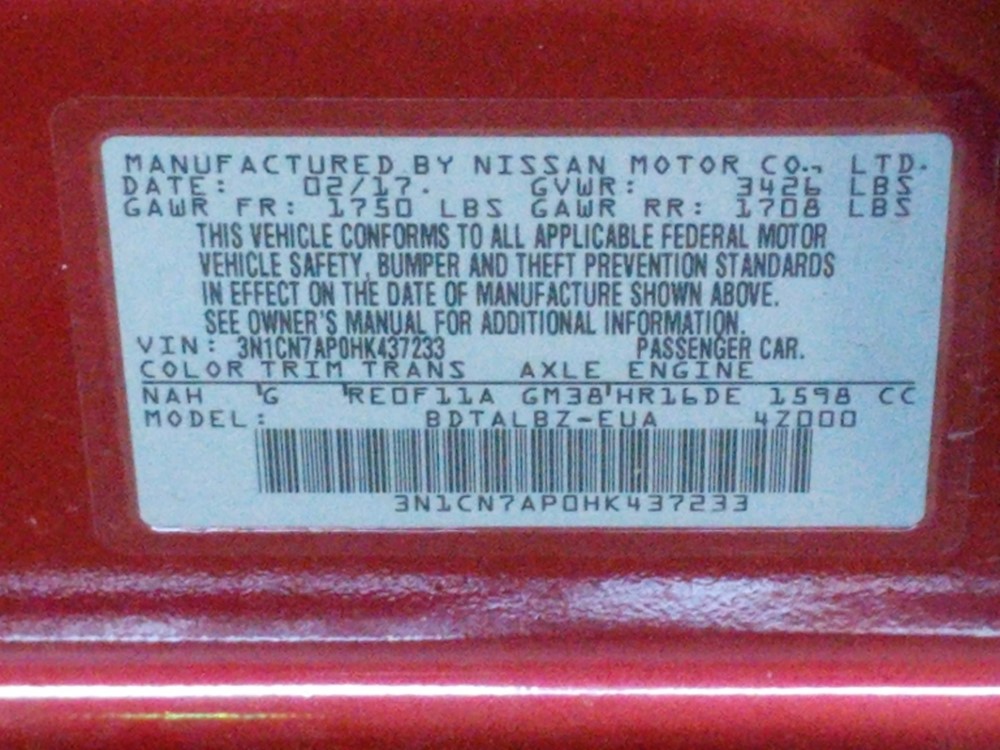 MANUFACTURED BY NISSAN MOTOR CO., LTD.
DATE: 02/17. GVWR: 3426 LBS
GAWR FR: 1750 LBS GAWR RR: 1708 LBS
THIS VEHICLE CONFORMS TO ALL APPLICABLE FEDERAL MOTOR
VEHICLE SAFETY, BUMPER AND THEFT PREVENTION STANDARDS
IN EFFECT ON THE DATE OF MANUFACTURE SHOWN ABOVE.
SEE OWNER'S MANUAL FOR ADDITIONAL INFORMATION.
VIN: 3N1CN7AP0HK437233 PASSENGER CAR.
COLOR TRIM TRANS AXLE ENGINE
NAH 'G 'RE0F11A GM38'HR16DE 1598 CC
MODEL: BDTALBZ-EUA 4Z000
3N1CN7AP0HK437233